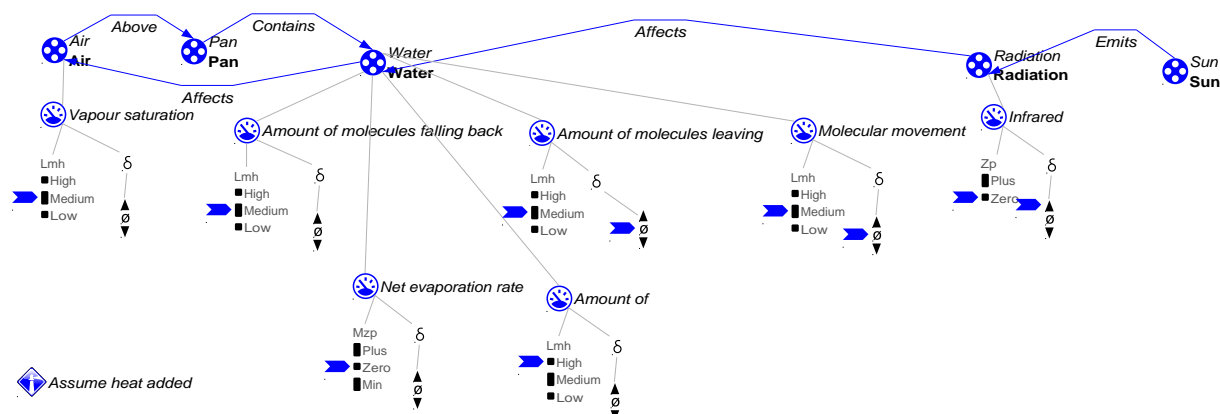 Above
Contains
Affects
Emits
Air
Air
Pan
Pan
Water
Water
Radiation
Radiation
Sun
Sun
Affects
Vapour saturation
Amount of molecules falling back
Amount of molecules leaving
Molecular movement
Infrared
Lmh
High
Medium
Low
δ
ø
Lmh
High
Medium
Low
δ
ø
Lmh
High
Medium
Low
δ
ø
Lmh
High
Medium
Low
δ
ø
Zp
Plus
Zero
δ
ø
Net evaporation rate
Amount of
Mzp
Plus
Zero
Min
δ
ø
Lmh
High
Medium
Low
δ
ø
Assume heat added